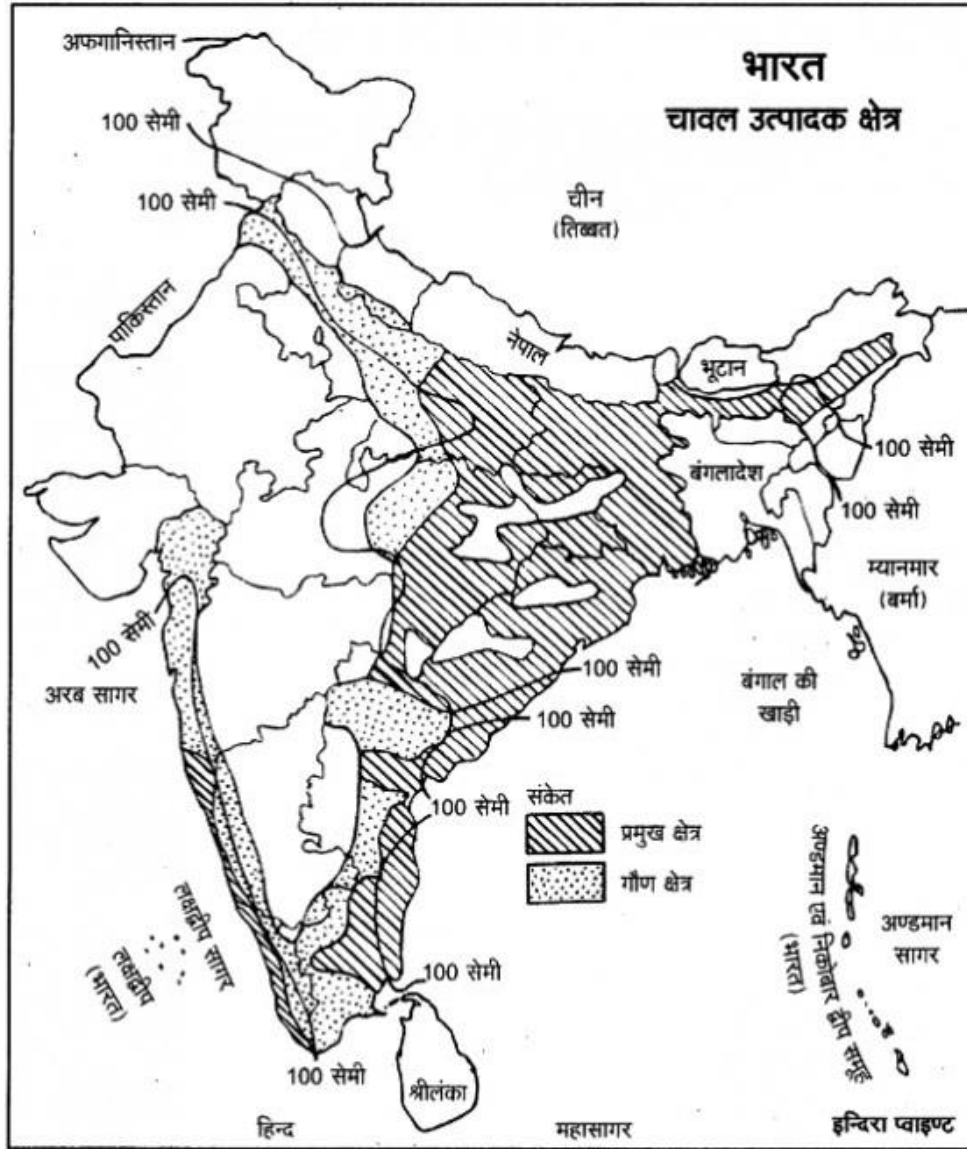 अफगानिस्तान
भारत
चावल उत्पादक क्षेत्र
100 सेमी
100 सेमी
चीन
(तिब्बत)
पाकिस्तान
नेपाल
भूटान
100 सेमी
बंगलादेश
100 सेमी
म्यानमार
(बर्मा)
100 सेमी
अरब सागर
100 सेमी
बंगाल की
खाड़ी
100 सेमी
100 सेमी
संकेत
प्रमुख क्षेत्र
गौण क्षेत्र
लक्षद्वीप सागर
लक्षद्वीप
(भारत)
अण्डमान एवं निकोबार द्वीप समूह
(भारत)
अण्डमान
सागर
100 सेमी
100 सेमी
श्रीलंका
हिन्द
महासागर
इन्दिरा प्वाइण्ट